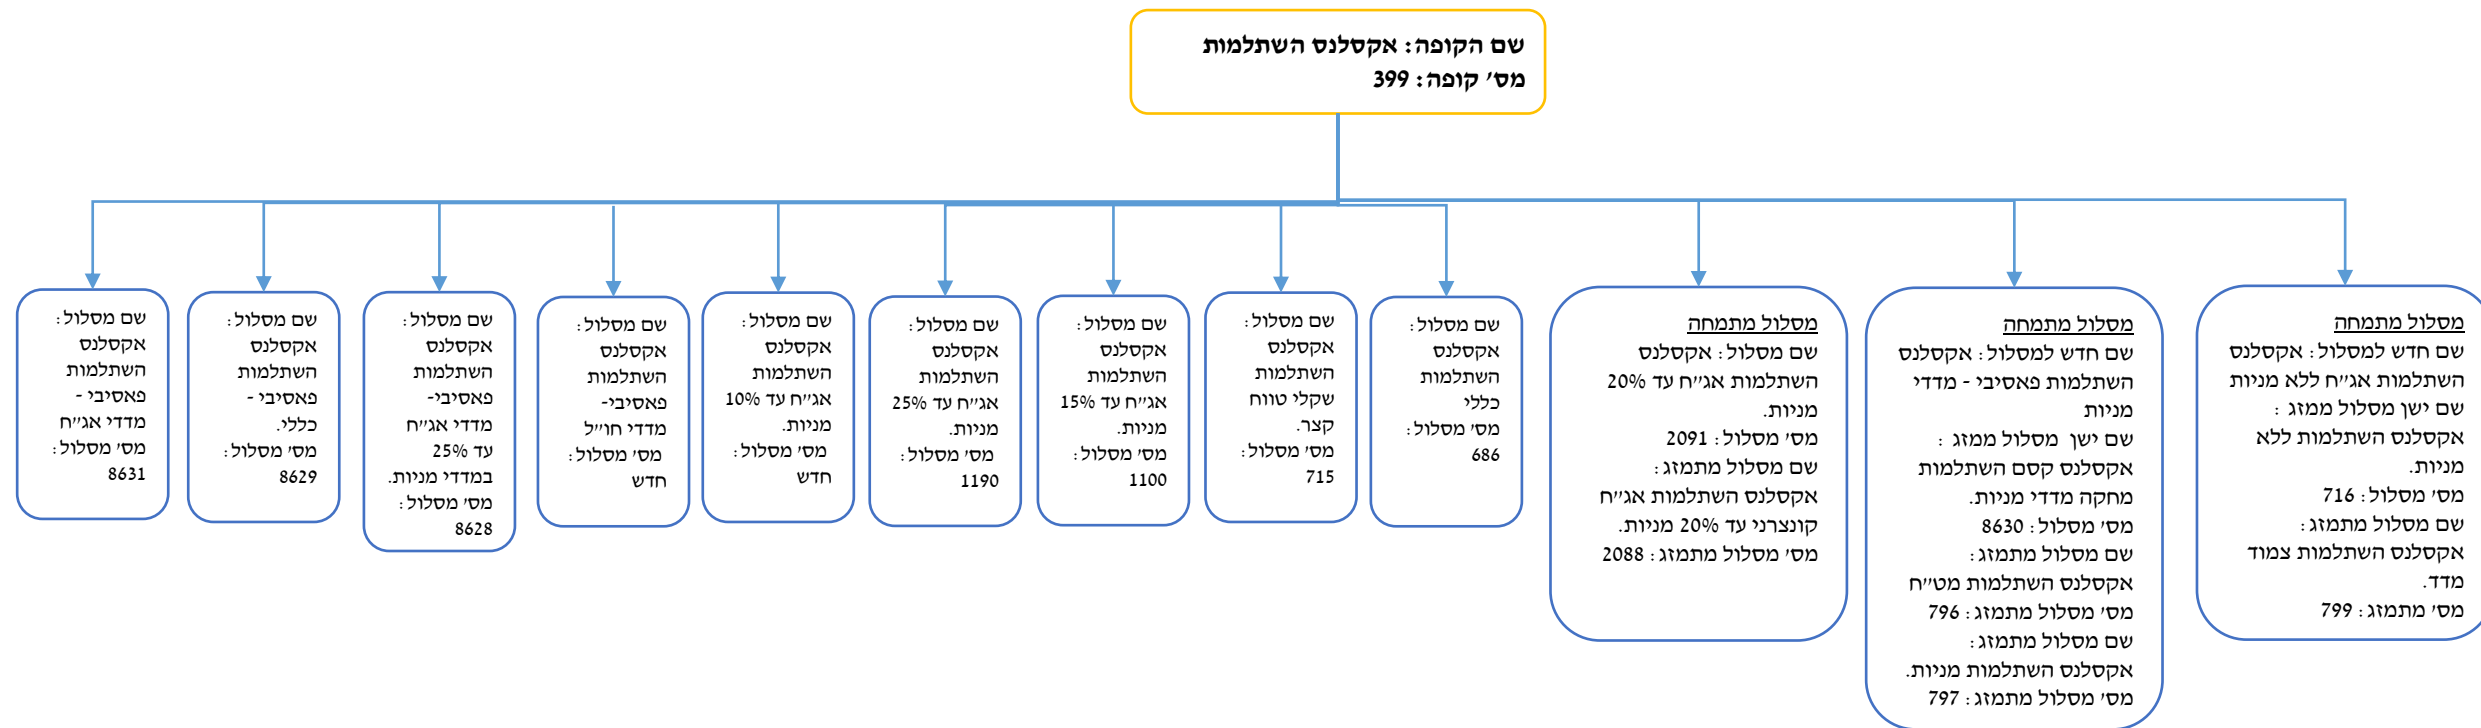 שם הקופה: אקסלנס השתלמות
מס' קופה: 399
מסלול מתמחה
שם חדש למסלול: אקסלנס
השתלמות אג"ח ללא מניות
שם ישן מסלול ממזג :
אקסלנס השתלמות ללא
מניות.
מס' מסלול: 716
שם מסלול מתמזג:
אקסלנס השתלמות צמוד
מדד.
מס' מתמזג: 799
מסלול מתמחה
שם חדש למסלול: אקסלנס
השתלמות פאסיבי - מדדי
מניות
שם ישן מסלול ממזג :
אקסלנס קסם השתלמות
מחקה מדדי מניות.
מס' מסלול: 8630
שם מסלול מתמזג:
אקסלנס השתלמות מט"ח
מס' מסלול מתמזג: 796
שם מסלול מתמזג:
אקסלנס השתלמות מניות.
מס' מסלול מתמזג: 797
מסלול מתמחה
שם מסלול: אקסלנס
השתלמות אג"ח עד 20%
מניות.
מס' מסלול: 2091
שם מסלול מתמזג:
אקסלנס השתלמות אג"ח
קונצרני עד 20% מניות.
מס' מסלול מתמזג: 2088
שם מסלול:
אקסלנס
השתלמות
כללי
מס' מסלול:
686
שם מסלול:
אקסלנס
השתלמות
שקלי טווח
קצר.
מס' מסלול:
715
שם מסלול:
אקסלנס
השתלמות
אג"ח עד 15%
מניות.
מס' מסלול:
1100
שם מסלול:
אקסלנס
השתלמות
אג"ח עד 25%
מניות.
מס' מסלול:
1190
שם מסלול:
אקסלנס
השתלמות
אג"ח עד 10%
מניות.
מס' מסלול:
חדש
שם מסלול:
אקסלנס
השתלמות
פאסיבי-
מדדי חו"ל
מס' מסלול:
חדש
שם מסלול:
אקסלנס
השתלמות
פאסיבי-
מדדי אג"ח
עד 25%
במדדי מניות.
מס' מסלול:
8628
שם מסלול:
אקסלנס
השתלמות
פאסיבי -
כללי.
מס' מסלול:
8629
שם מסלול:
אקסלנס
השתלמות
פאסיבי -
מדדי אג"ח
מס' מסלול:
8631